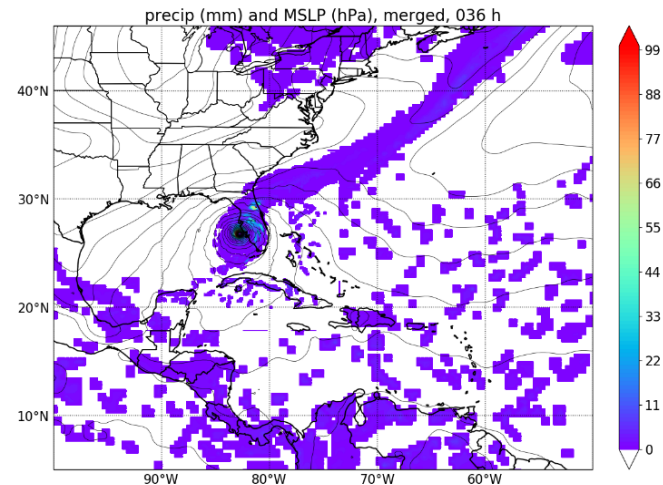 precip (mm) and MSLP (hPa), merged, 036 h
99
88
77
66
55
44
33
22
11
0
40°N
30°N
20°N
10°N
90°W
80°W
70°W
60°W